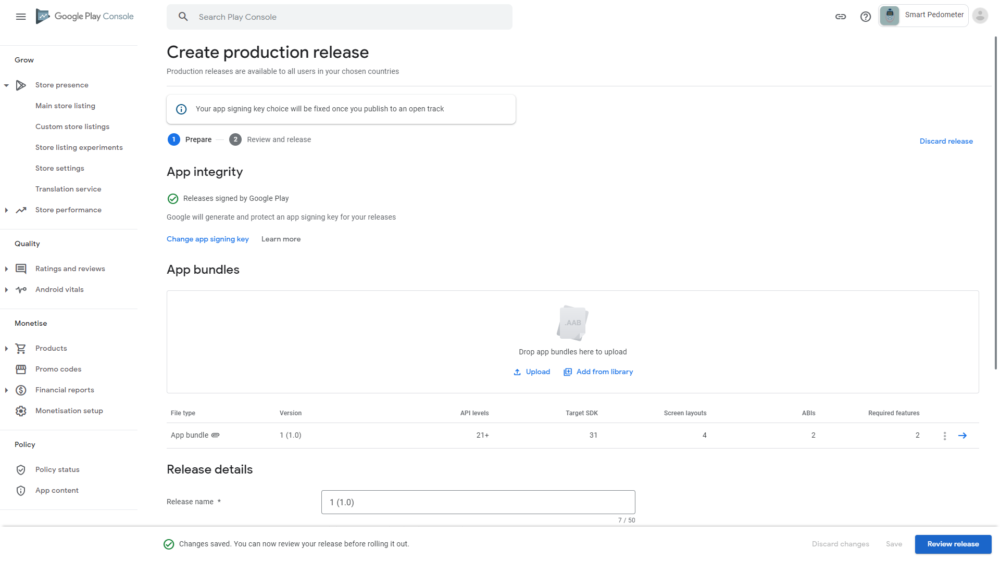 Google Play Console
Search Play Console
Smart Pedometer
Grow
Store presence
Main store listing
Custom store listings
Store listing experiments
Store settings
Translation service
Store performance
Quality
Ratings and reviews
Android vitals
Monetise
Products
Promo codes
Financial reports
Monetisation setup
Policy
Policy status
App content
Create production release
Production releases are available to all users in your chosen countries
Your app signing key choice will be fixed once you publish to an open track
1 Prepare 2 Review and release
Discard release
App integrity
Releases signed by Google Play
Google will generate and protect an app signing key for your releases
Change app signing key Learn more
App bundles
.AAB
Drop app bundles here to upload
Upload Add from library
File type Version API levels Target SDK Screen layouts ABIs Required features
App bundle 1 (1.0) 21+ 31 4 2 2
Release details
Release name *
1 (1.0)
7 / 50
Changes saved. You can now review your release before rolling it out.
Discard changes Save Review release